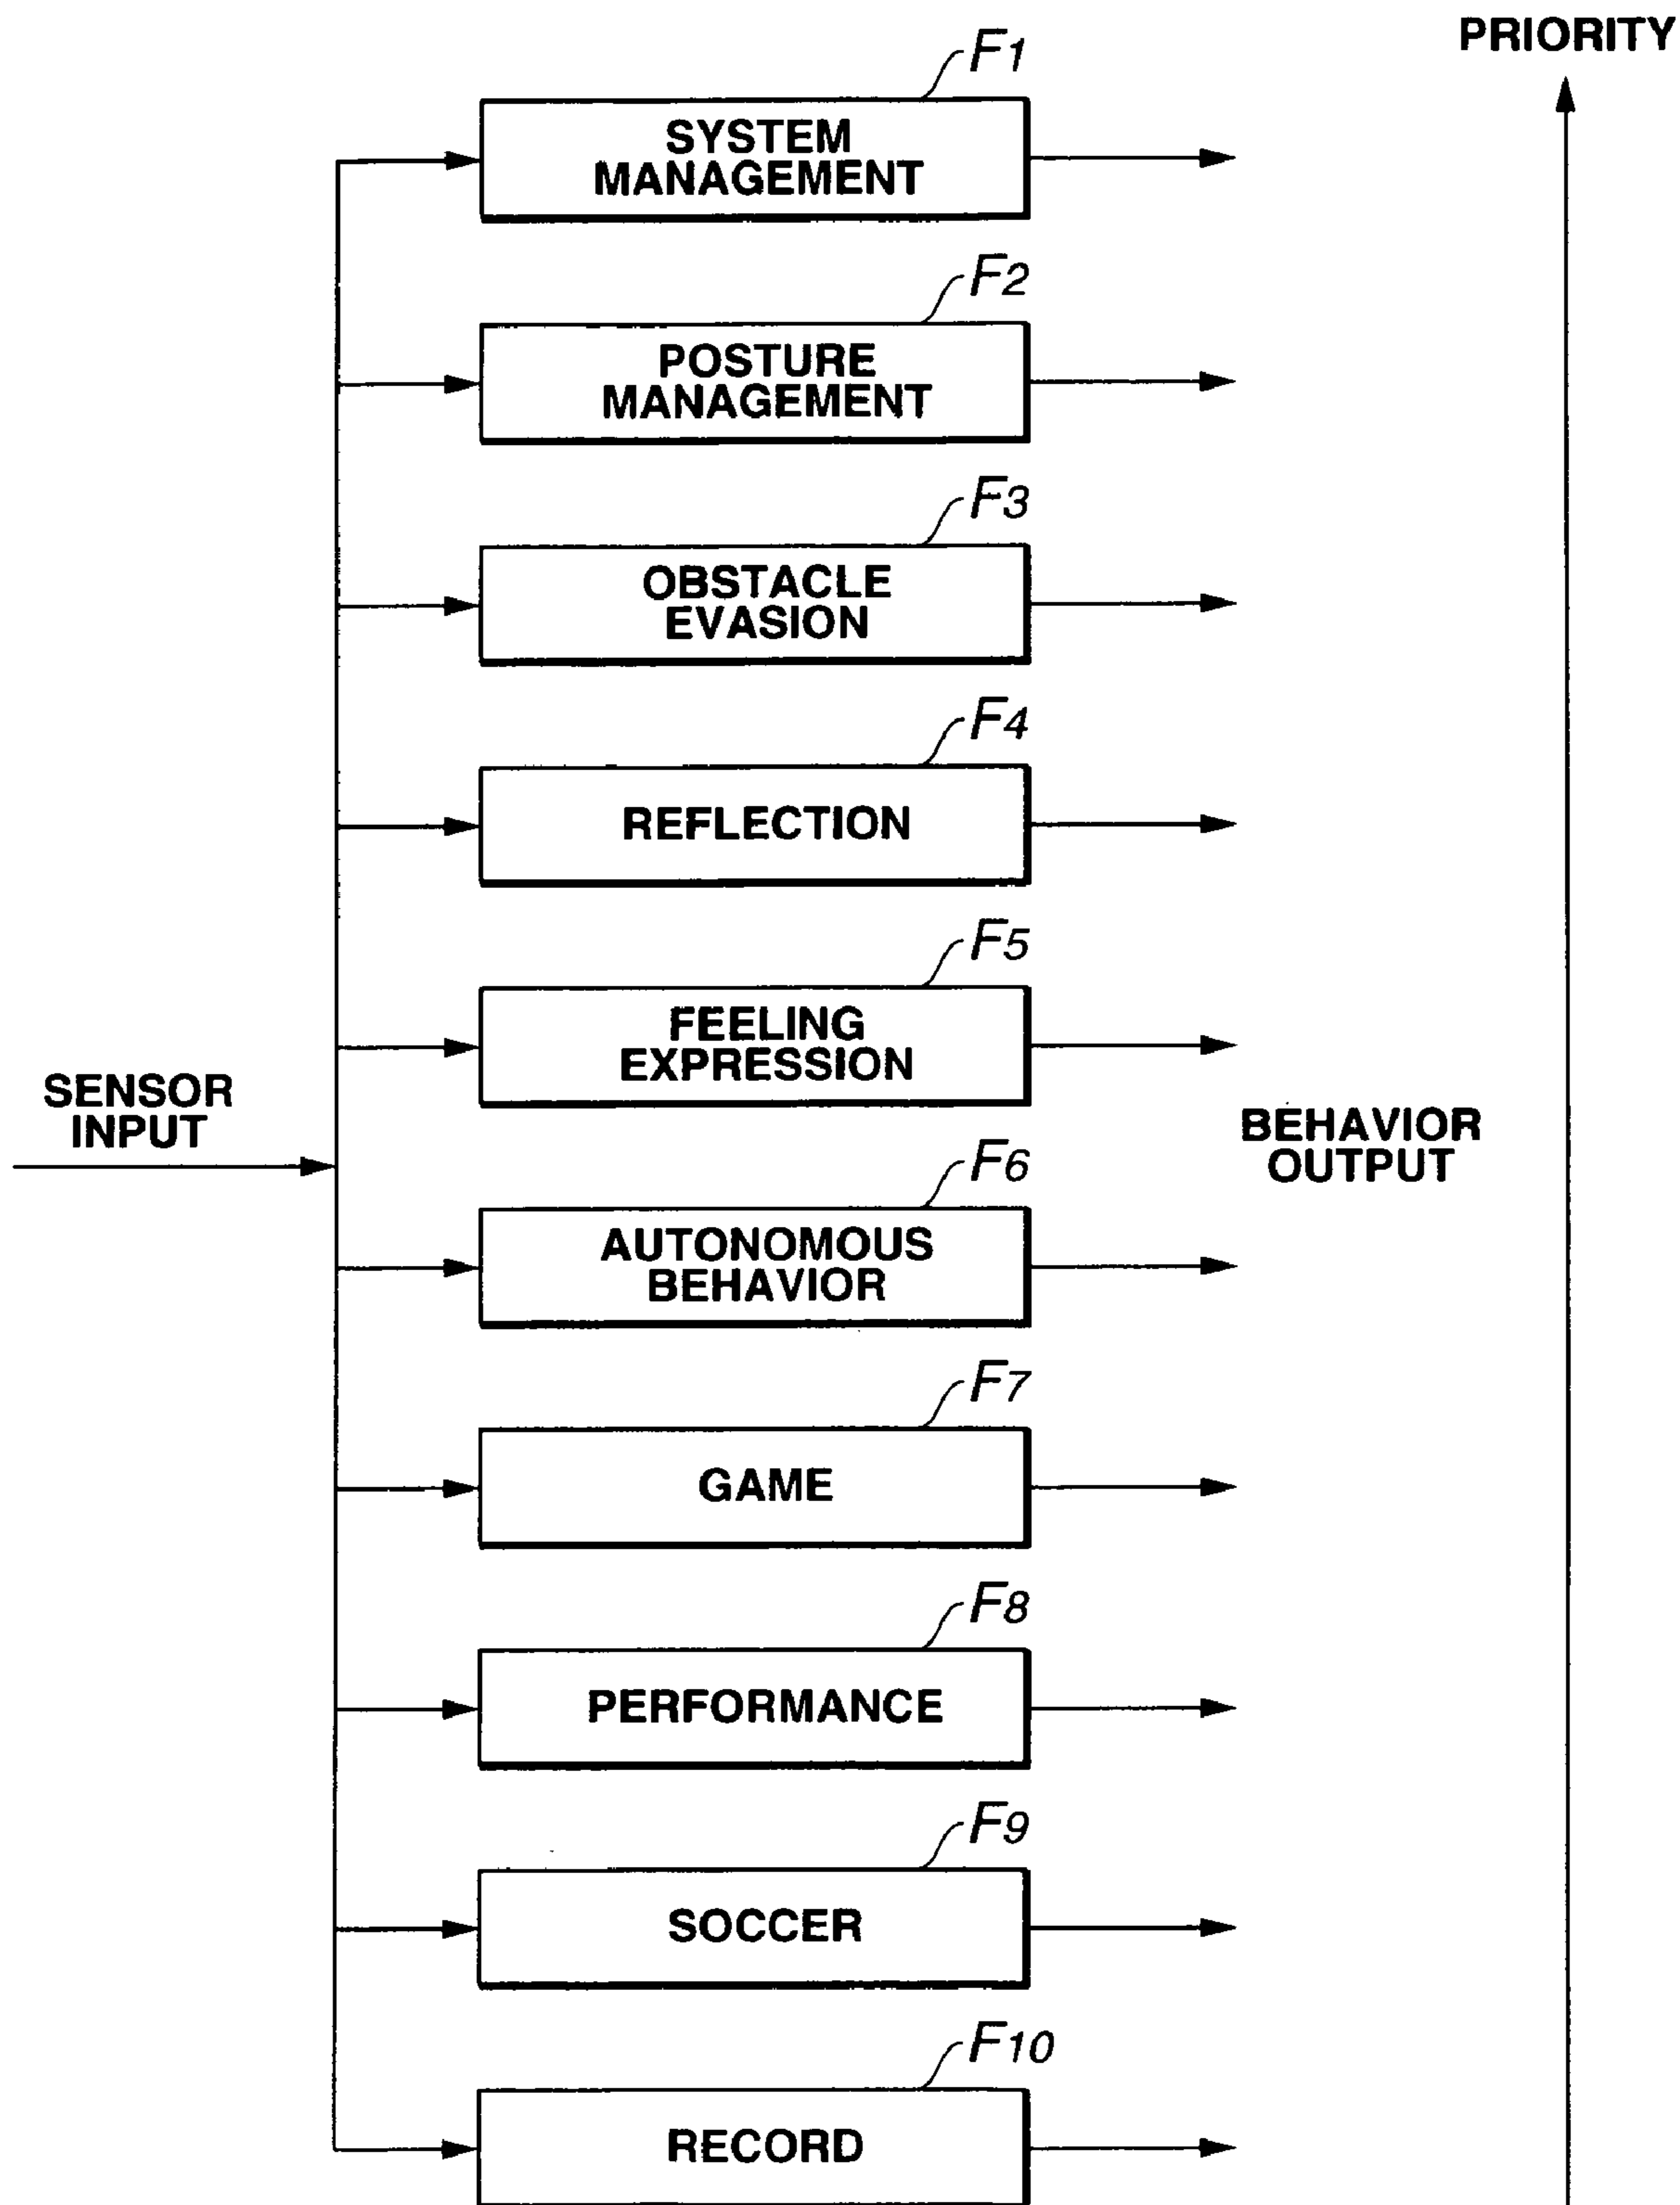 PRIORITY
F1
SYSTEM
MANAGEMENT
F2
POSTURE
MANAGEMENT
F3
OBSTACLE
EVASION
F4
REFLECTION
F5
FEELING
EXPRESSION
SENSOR
INPUT
BEHAVIOR
OUTPUT
F6
AUTONOMOUS
BEHAVIOR
F7
GAME
F8
PERFORMANCE
F9
SOCCER
F10
RECORD